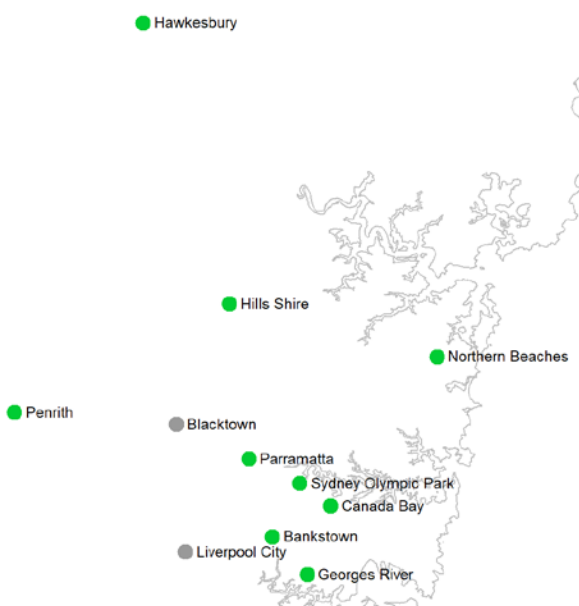 Hawkesbury
Hills Shire
Northern Beaches
Penrith
Blacktown
Parramatta
Sydney Olympic Park
Canada Bay
Bankstown
Liverpool City
Georges River